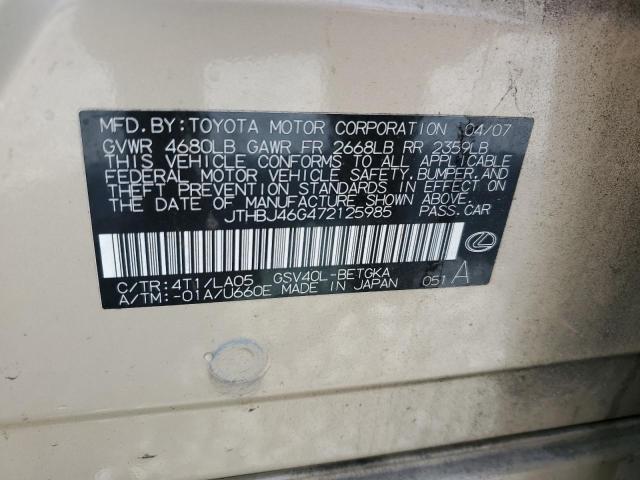 MFD. BY: TOYOTA MOTOR CORPORATION 04/07
GVWR 4680LB GAWR FR 2668LB RR 2359LB
THIS VEHICLE CONFORMS TO ALL APPLICABLE
FEDERAL MOTOR VEHICLE SAFETY, BUMPER, AND
THEFT PREVENTION STANDARDS IN EFFECT ON
THE DATE OF MANUFACTURE SHOWN ABOVE.
JTHBJ46G472125985 PASS. CAR
C/TR: 4T1/LA05 GSV40L-BETGKA
A/TM: -01A/U660E MADE IN JAPAN 051 A